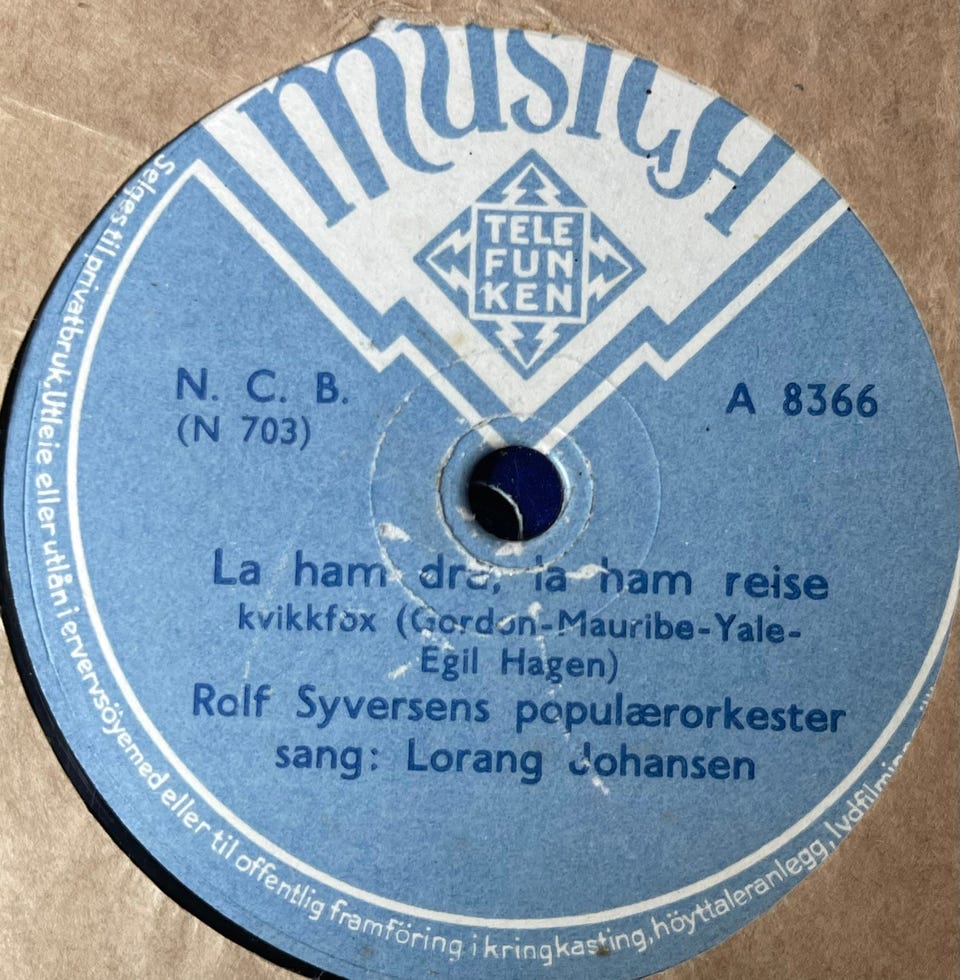 musica
TELE
FUN
KEN
N. C. B.
(N 703)
A 8366
La ham dra, la ham reise
kvikkfox (Gordon-Mauribe-Yale-
Egil Hagen)
Rolf Syversens populærorkester
sang: Lorang Johansen
Selges til privatbruk. Utleie eller utlån i ervervsöyemed eller til offentlig framföring i kringkasting, höyttaleranlegg,